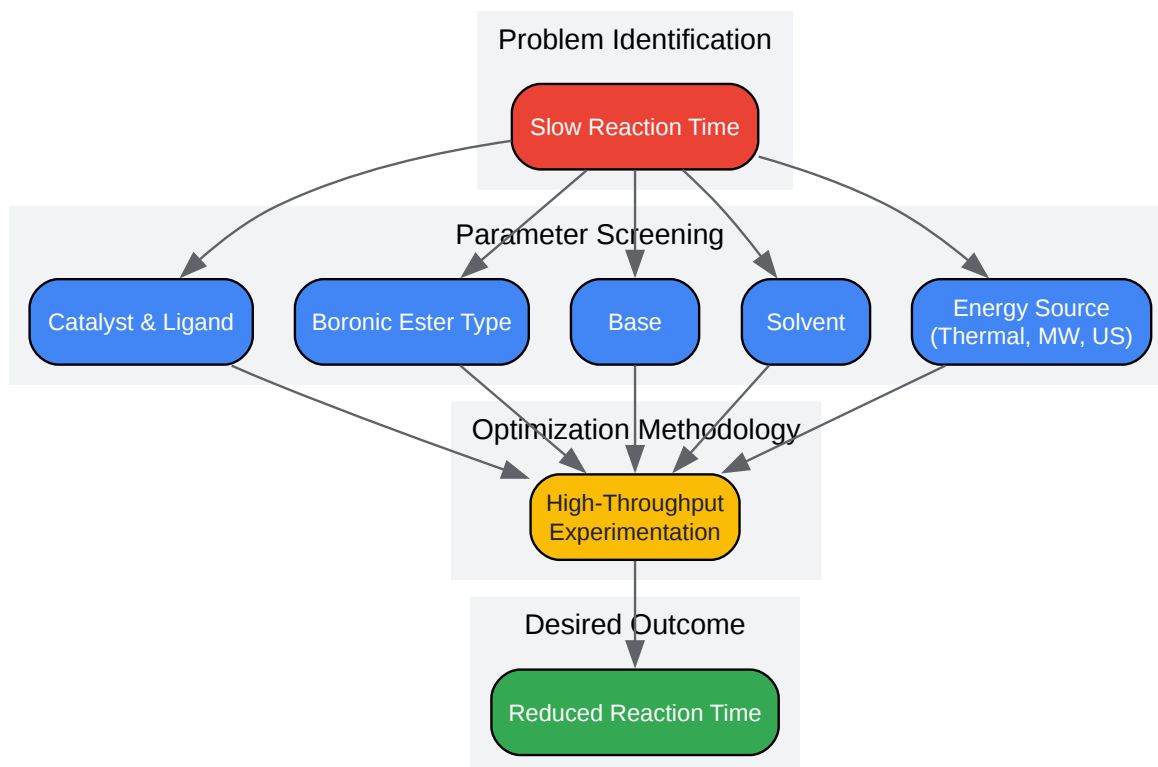 Problem Identification
Slow Reaction Time
Parameter Screening
Catalyst & Ligand
Boronic Ester Type
Base
Solvent
Energy Source
(Thermal, MW, US)
Optimization Methodology
High-Throughput
Experimentation
Desired Outcome
Reduced Reaction Time